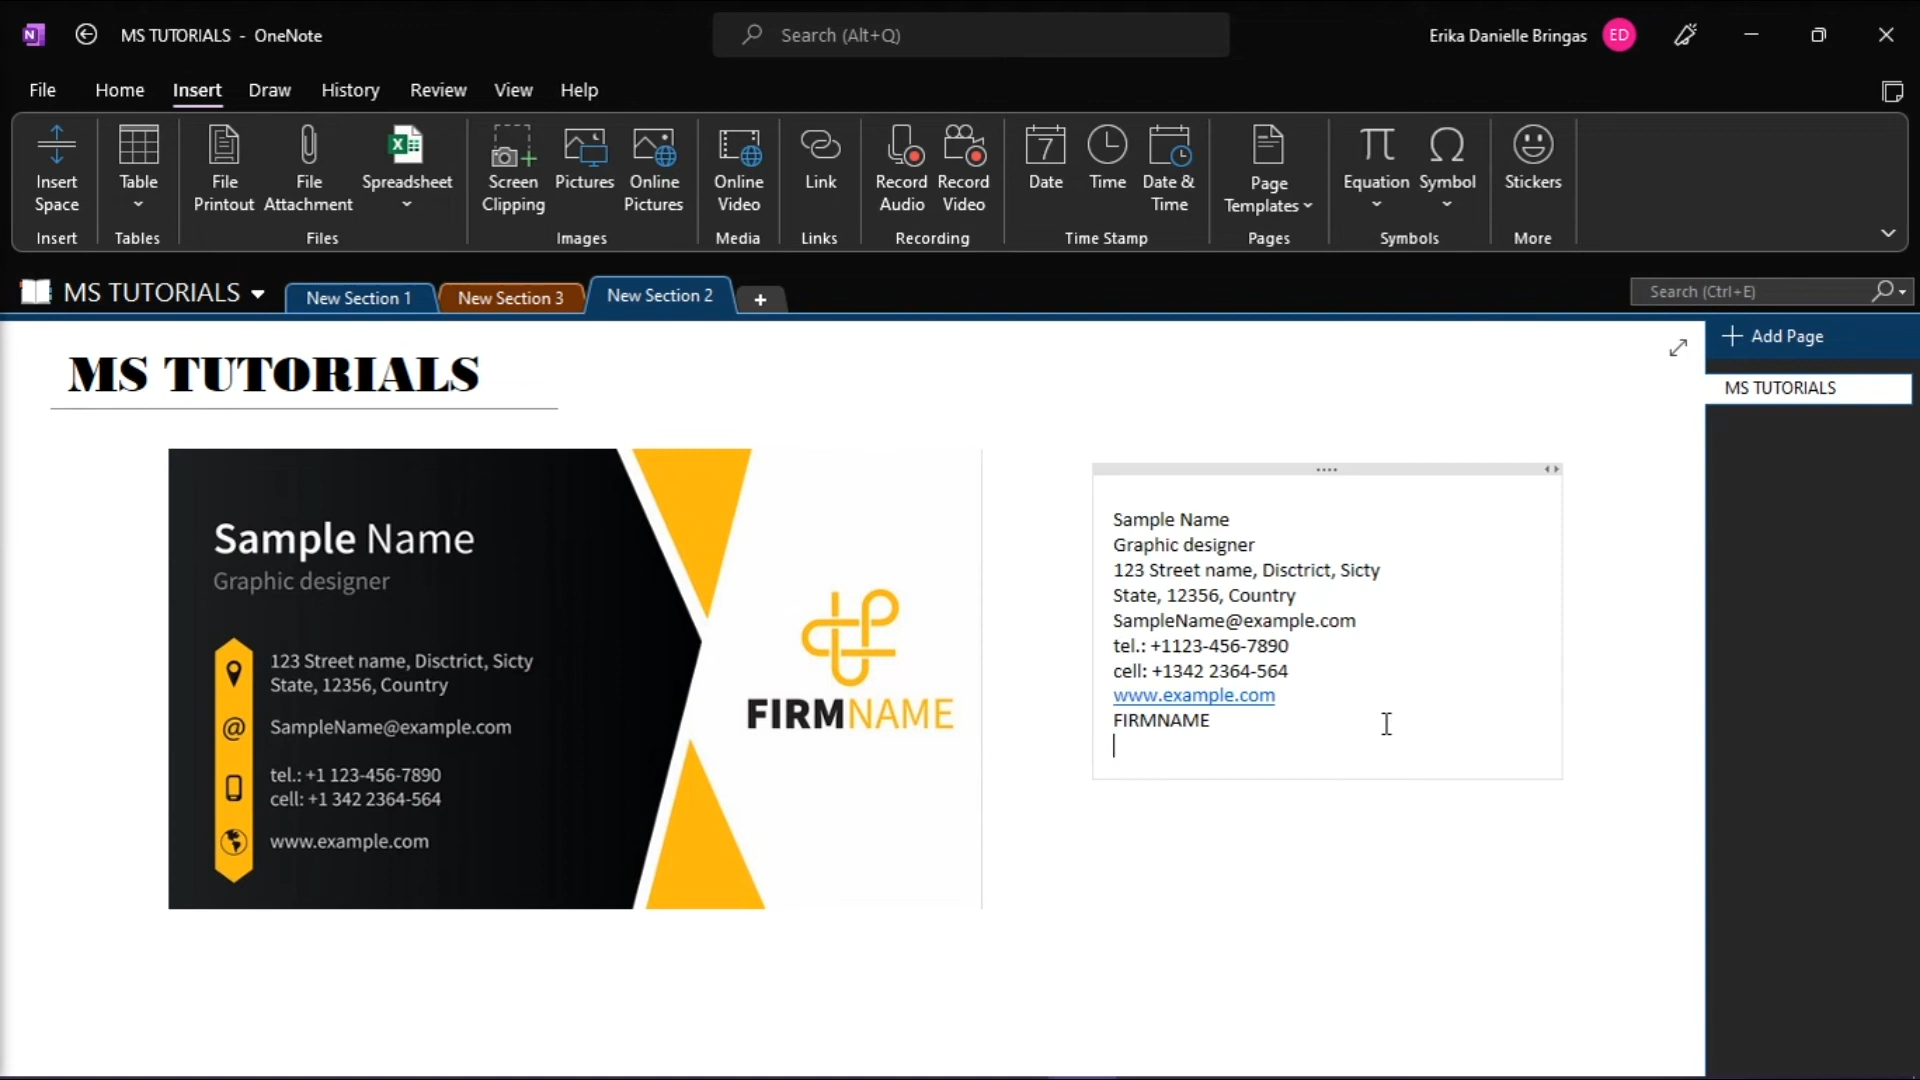 MS TUTORIALS - OneNote
Search (Alt+Q)
Erika Danielle Bringas
ED
File
Home
Insert
Draw
History
Review
View
Help
Insert Space
Table
File Printout
File Attachment
Spreadsheet
Screen Clipping
Pictures
Online Pictures
Online Video
Link
Record Audio
Record Video
7
Date
Time
Date & Time
Page Templates
Equation
Symbol
Stickers
Insert
Tables
Files
Images
Media
Links
Recording
Time Stamp
Pages
Symbols
More
MS TUTORIALS
New Section 1
New Section 3
New Section 2
Search (Ctrl+E)
Add Page
MS TUTORIALS
MS TUTORIALS
Sample Name
Graphic designer
123 Street name, Disctrict, Sicty
State, 12356, Country
@
SampleName@example.com
tel.: +1 123-456-7890
cell: +1 342 2364-564
www.example.com
FIRMNAME
Sample Name
Graphic designer
123 Street name, Disctrict, Sicty
State, 12356, Country
SampleName@example.com
tel.: +1123-456-7890
cell: +1342 2364-564
www.example.com
FIRMNAME